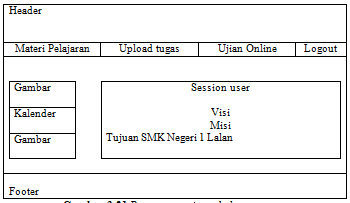 Header
Materi Pelajaran Upload tugas Ujian Online Logout
Gambar
Kalender
Gambar
Session user
Visi
Misi
Tujuan SMK Negeri 1 Lalan
Footer